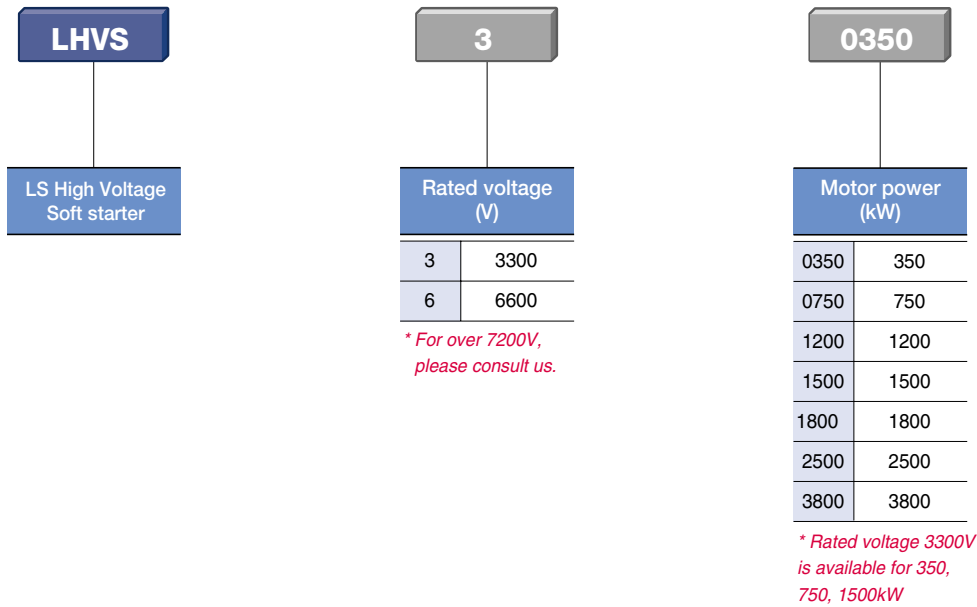 LHVS
3
0350
LS High Voltage
Soft starter
Rated voltage
(V)
3 3300
6 6600
* For over 7200V,
please consult us.
Motor power
(kW)
0350 350
0750 750
1200 1200
1500 1500
1800 1800
2500 2500
3800 3800
* Rated voltage 3300V
is available for 350,
750, 1500kW